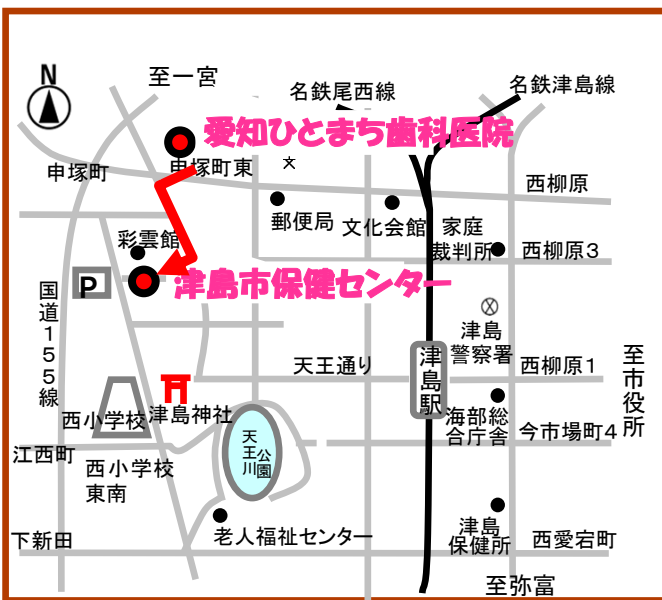 N
至一宮
名鉄尾西線
名鉄津島線
愛知ひとまち歯科医院
申塚町
申塚町東
西柳原
郵便局
文化会館
家庭
裁判所
西柳原3
彩雲館
P
津島市保健センター
国道155線
津島
警察署
天王通り
津島駅
西柳原1
至市役所
津島神社
西小学校
海部総
合庁舎
今市場町4
江西町
西小学校
東南
天王川
公園
老人福祉センター
津島
保健所
下新田
西愛宕町
至弥富